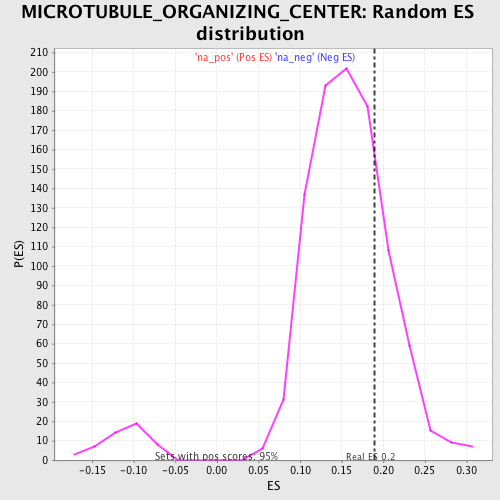 MICROTUBULE_ORGANIZING_CENTER: Random ES
distribution
'na_pos' (Pos ES) 'na_neg' (Neg ES)
210
200
190
180
170
160
150
140
130
120
110
100
90
80
70
60
50
40
30
20
10
0
P(ES)
Sets with pos scores: 95%
Real ES 0.2
-0.15 -0.10 -0.05 0.00 0.05 0.10 0.15 0.20 0.25 0.30
ES